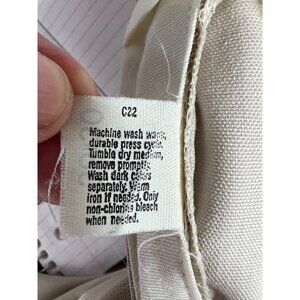 C22
Machine wash warm,
durable press cycle.
Tumble dry medium,
remove promptly.
Wash dark colors
separately. Warm
iron if needed. Only
non-chlorine bleach
when needed.